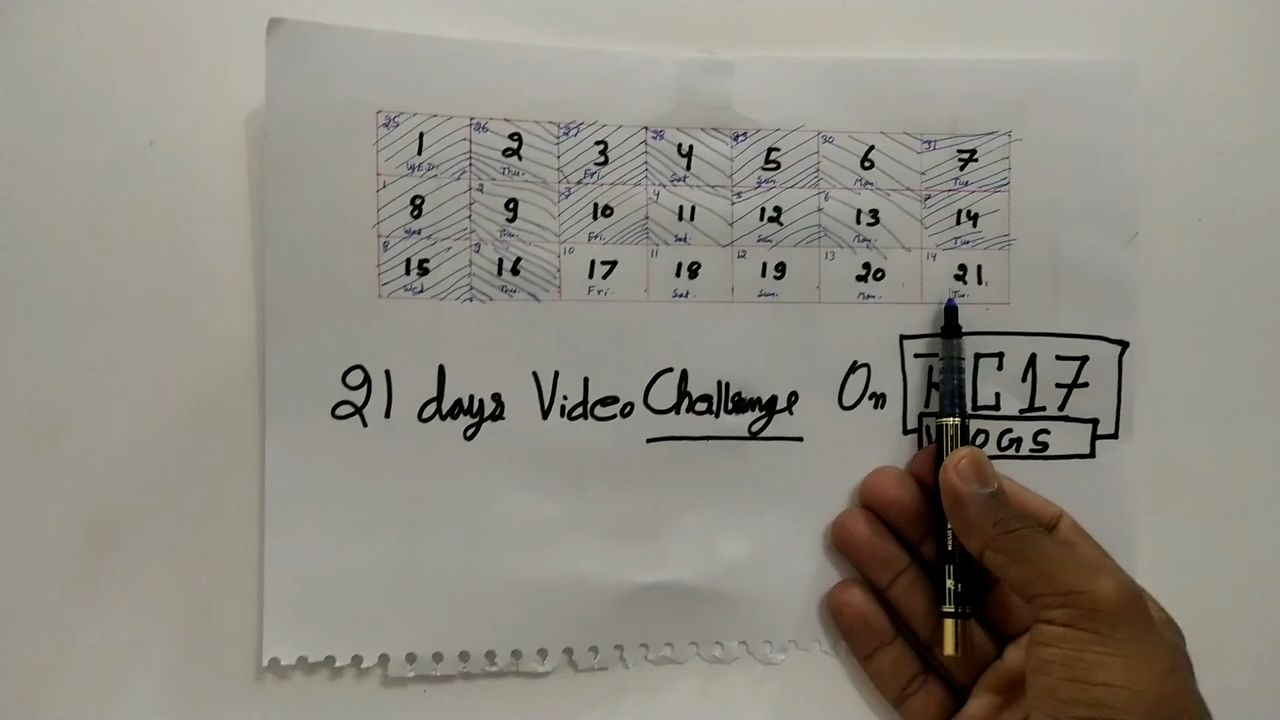 25 26 27 28 29 30 31
1 2 3 4 5 6 7
WED. Thu. Fri. Sat. Sun. Mon. Tue.
1 2 3 4 5 6 7
8 9 10 11 12 13 14
Wed Thu. Fri. Sat. Sun. Mon. Tue.
8 9 10 11 12 13 14
15 16 17 18 19 20 21.
Wed Thu. Fri. Sat. Sun. Mon. Tue.
21 days Video Challenge On C17